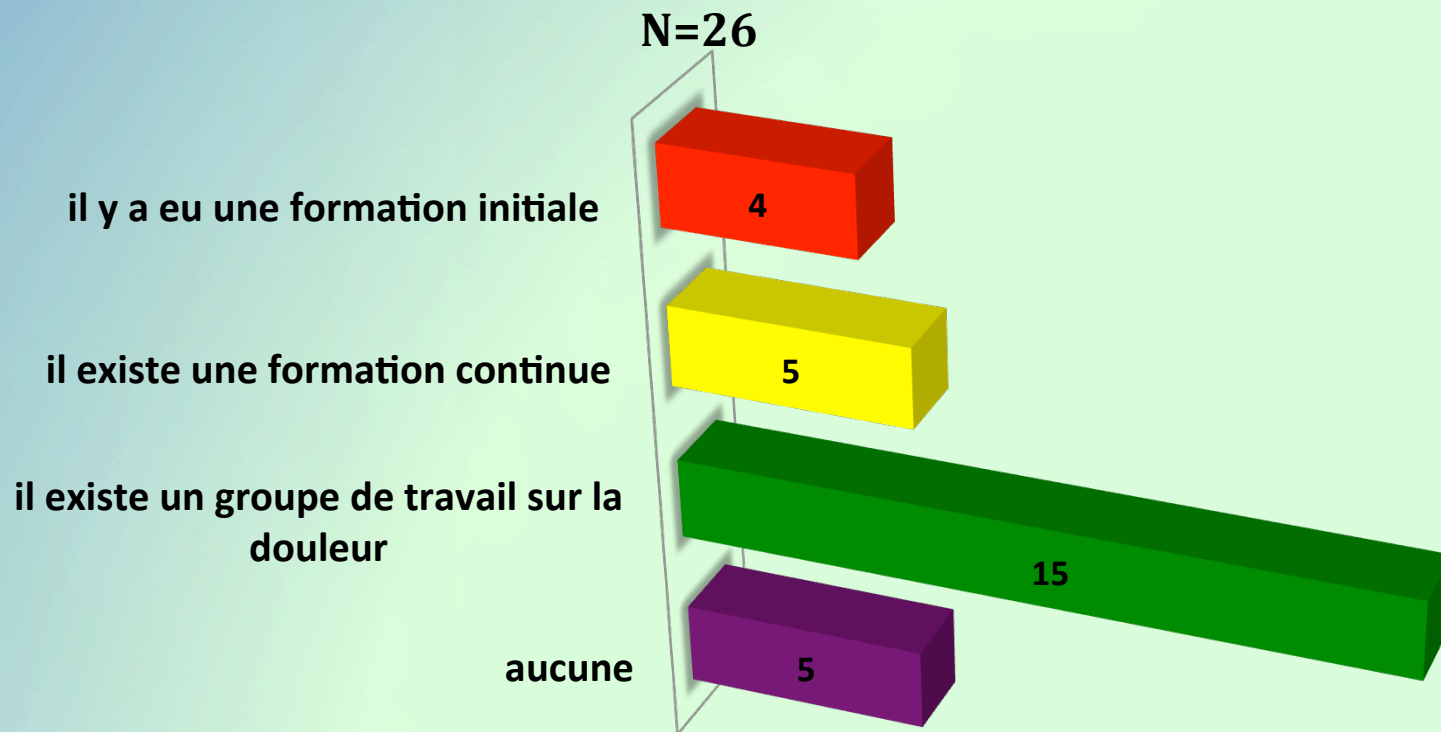 N=26
il y a eu une formation initiale
4
il existe une formation continue
5
il existe un groupe de travail sur la
douleur
15
aucune
5